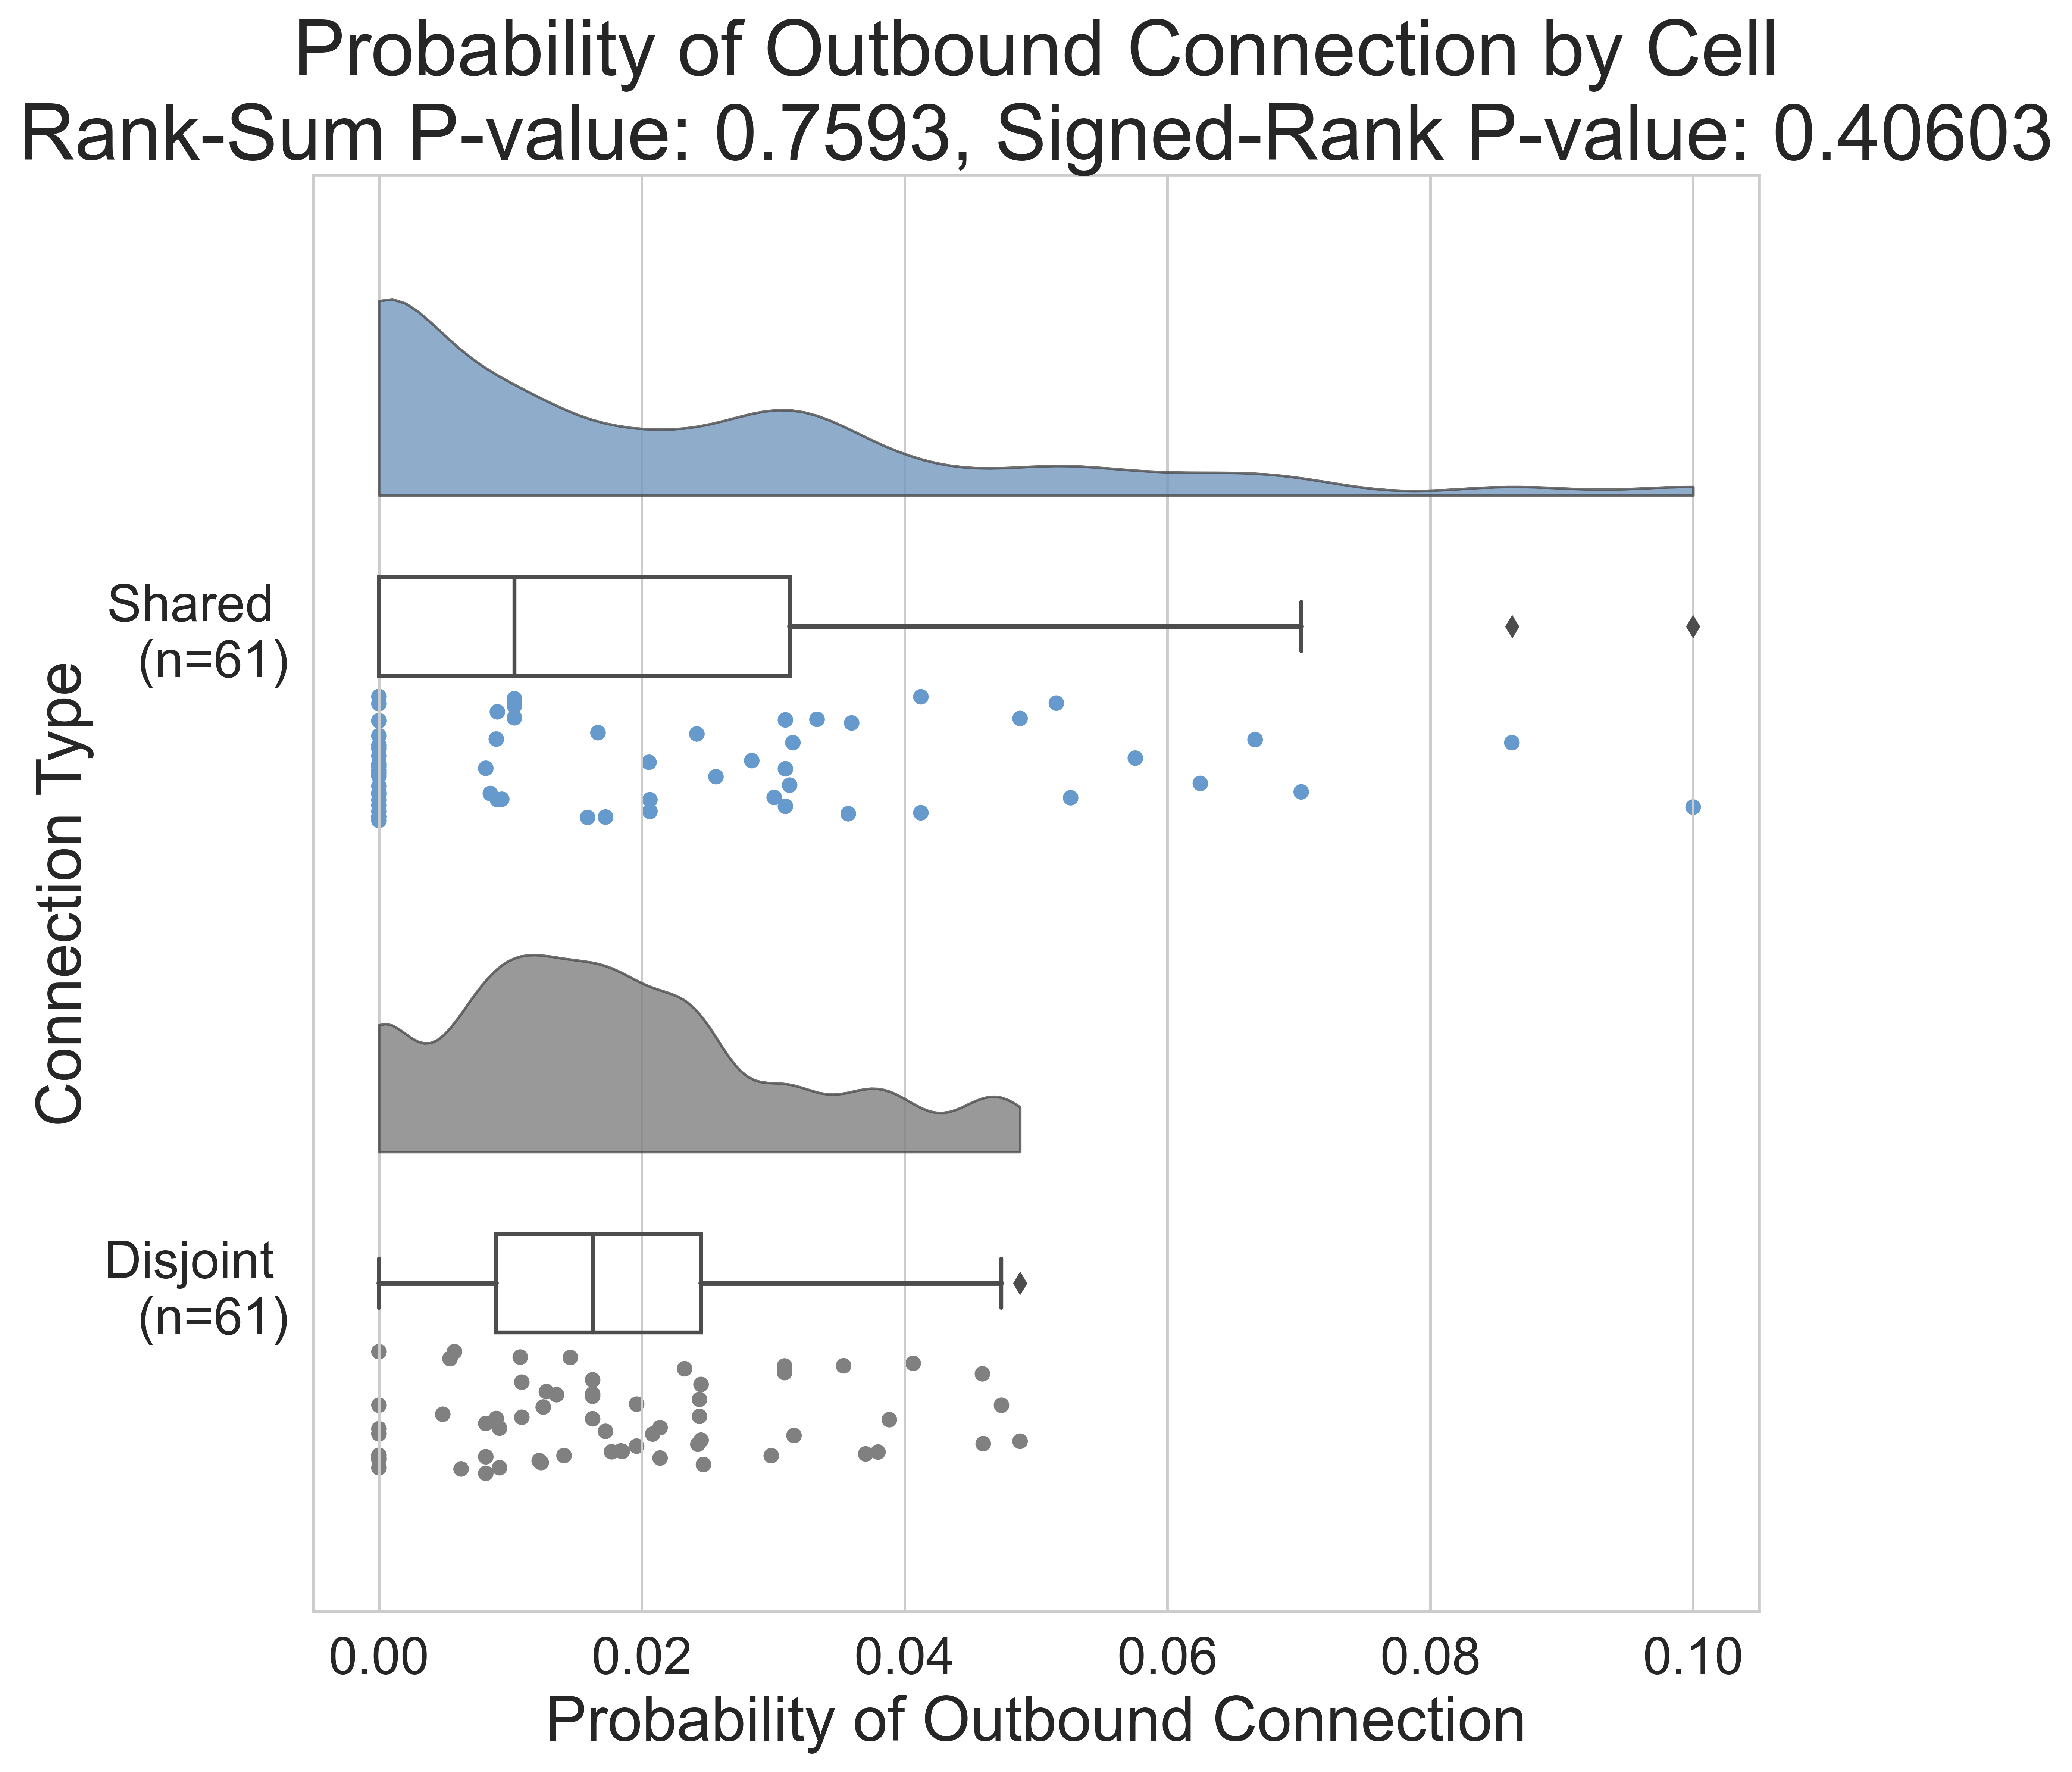 Probability of Outbound Connection by Cell
Rank-Sum P-value: 0.7593, Signed-Rank P-value: 0.40603
Connection Type
Shared
(n=61)
Disjoint
(n=61)
0.00 0.02 0.04 0.06 0.08 0.10
Probability of Outbound Connection